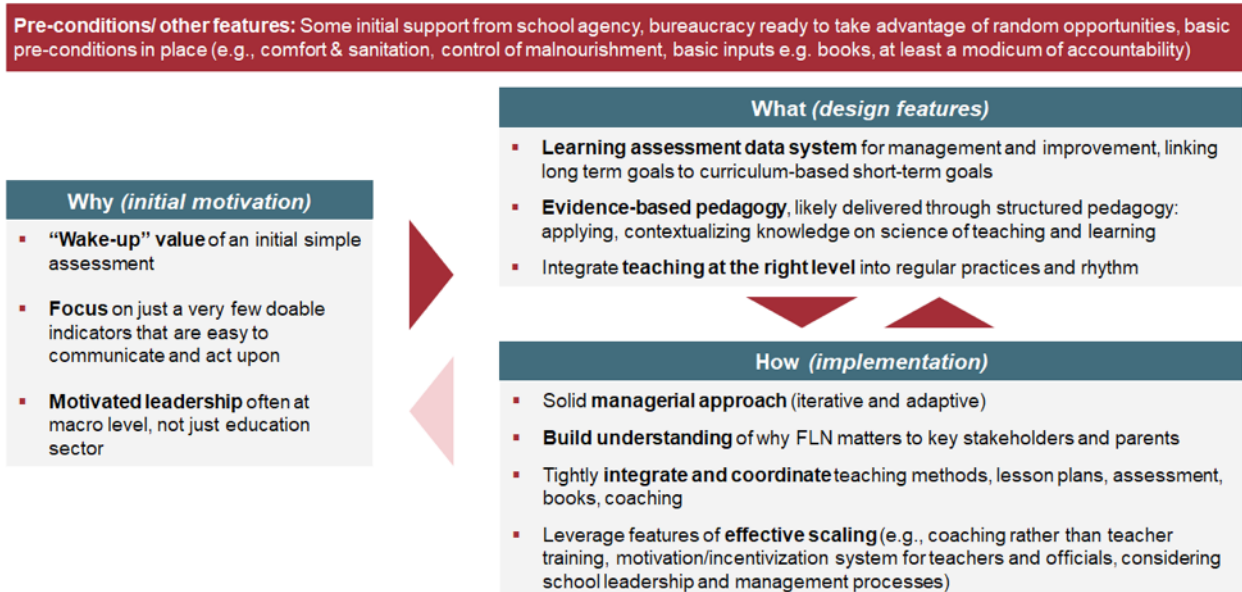 Pre-conditions/ other features: Some initial support from school agency, bureaucracy ready to take advantage of random opportunities, basic
pre-conditions in place (e.g., comfort & sanitation, control of malnourishment, basic inputs e.g. books, at least a modicum of accountability)
Why (initial motivation)
▪ “Wake-up” value of an initial simple
assessment
▪ Focus on just a very few doable
indicators that are easy to
communicate and act upon
▪ Motivated leadership often at
macro level, not just education
sector
What (design features)
▪ Learning assessment data system for management and improvement, linking
long term goals to curriculum-based short-term goals
▪ Evidence-based pedagogy, likely delivered through structured pedagogy:
applying, contextualizing knowledge on science of teaching and learning
▪ Integrate teaching at the right level into regular practices and rhythm
How (implementation)
▪ Solid managerial approach (iterative and adaptive)
▪ Build understanding of why FLN matters to key stakeholders and parents
▪ Tightly integrate and coordinate teaching methods, lesson plans, assessment,
books, coaching
▪ Leverage features of effective scaling (e.g., coaching rather than teacher
training, motivation/incentivization system for teachers and officials, considering
school leadership and management processes)